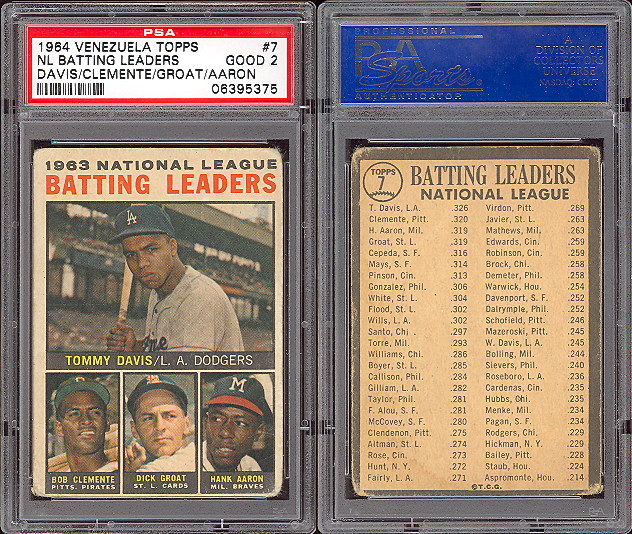 PSA
1964 VENEZUELA TOPPS #7
NL BATTING LEADERS GOOD 2
DAVIS/CLEMENTE/GROAT/AARON
06395375
1963 NATIONAL LEAGUE
BATTING LEADERS
LA
TOMMY DAVIS/L. A. DODGERS
M
BOB CLEMENTE
PITTS. PIRATES
DICK GROAT
ST. L. CARDS
HANK AARON
MIL. BRAVES
PROFESSIONAL
PSA
Sports
AUTHENTICATOR
A
DIVISION OF
COLLECTORS
UNIVERSE
NASDAQ: CLCT
TOPPS
7
BATTING LEADERS
NATIONAL LEAGUE
T. Davis, L.A. .326
Clemente, Pitt. .320
H. Aaron, Mil. .319
Groat, St. L. .319
Cepeda, S. F. .316
Mays, S. F. .314
Pinson, Cin. .313
Gonzalez, Phil. .306
White, St. L. .304
Flood, St. L. .302
Wills, L. A. .302
Santo, Chi. .297
Torre, Mil. .293
Williams, Chi. .286
Boyer, St. L. .285
Callison, Phil. .284
Gilliam, L. A. .282
Taylor, Phil. .281
F. Alou, S. F. .281
McCovey, S. F. .280
Clendenon, Pitt. .275
Altman, St. L. .274
Rose, Cin. .273
Hunt, N. Y. .272
Fairly, L. A. .271
Virdon, Pitt. .269
Javier, St. L. .263
Mathews, Mil. .263
Edwards, Cin. .259
Robinson, Cin. .259
Brock, Chi. .258
Demeter, Phil. .258
Warwick, Hou. .254
Davenport, S. F. .252
Dalrymple, Phil. .252
Schofield, Pitt. .246
Mazeroski, Pitt. .245
W. Davis, L. A. .245
Bolling, Mil. .244
Sievers, Phil. .240
Roseboro, L. A. .236
Cardenas, Cin. .235
Hubbs, Chi. .235
Menke, Mil. .234
Pagan, S. F. .234
Rodgers, Cin. .229
Hickman, N. Y. .229
Bailey, Pitt. .228
Staub, Hou. .224
Aspromonte, Hou. .214
©T.C.G.